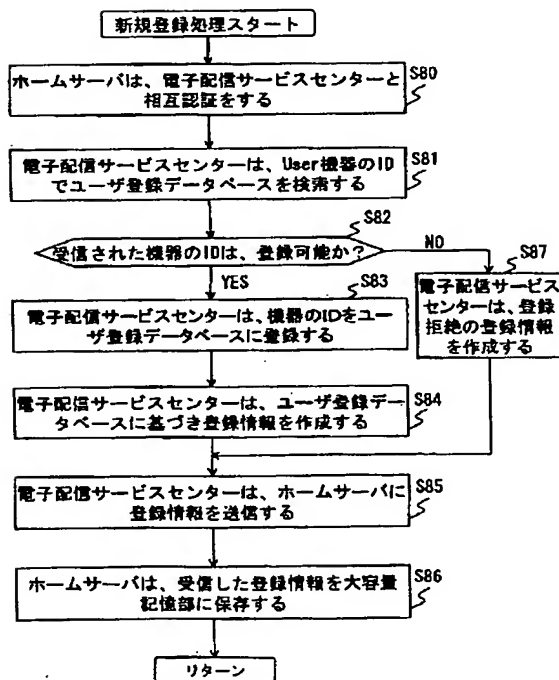 新規登録処理スタート
S80
ホームサーバは、電子配信サービスセンターと
相互認証をする
S81
電子配信サービスセンターは、User機器のID
でユーザ登録データベースを検索する
S82
受信された機器のIDは、登録可能か?
NO
YES
S83
電子配信サービスセンターは、機器のIDをユー
ザ登録データベースに登録する
S87
電子配信サービス
センターは、登録
拒絶の登録情報
を作成する
S84
電子配信サービスセンターは、ユーザ登録デー
タベースに基づき登録情報を作成する
S85
電子配信サービスセンターは、ホームサーバに
登録情報を送信する
S86
ホームサーバは、受信した登録情報を大容量
記憶部に保存する
リターン